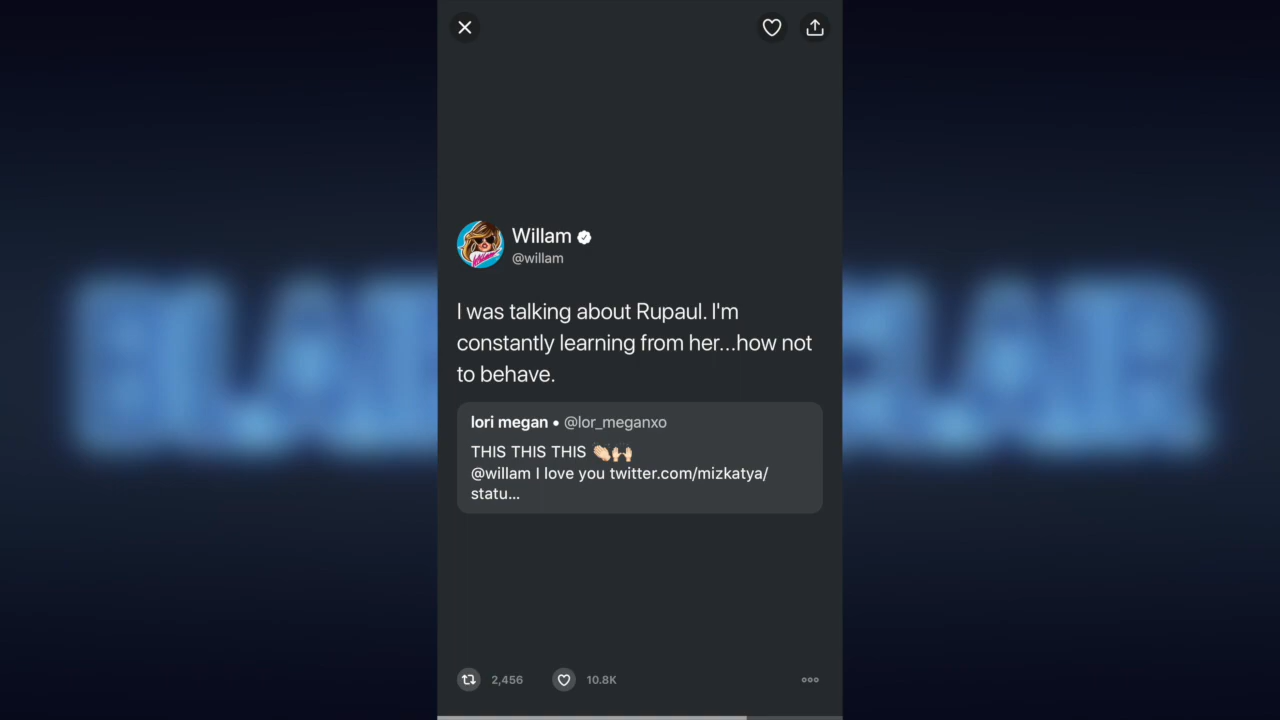 Willam
@willam
I was talking about Rupaul. I'm
constantly learning from her...how not
to behave.
lori megan • @lor_meganxo
THIS THIS THIS 👏🏻🙌🏻
@willam I love you twitter.com/mizkatya/
statu...
2,456 10.8K